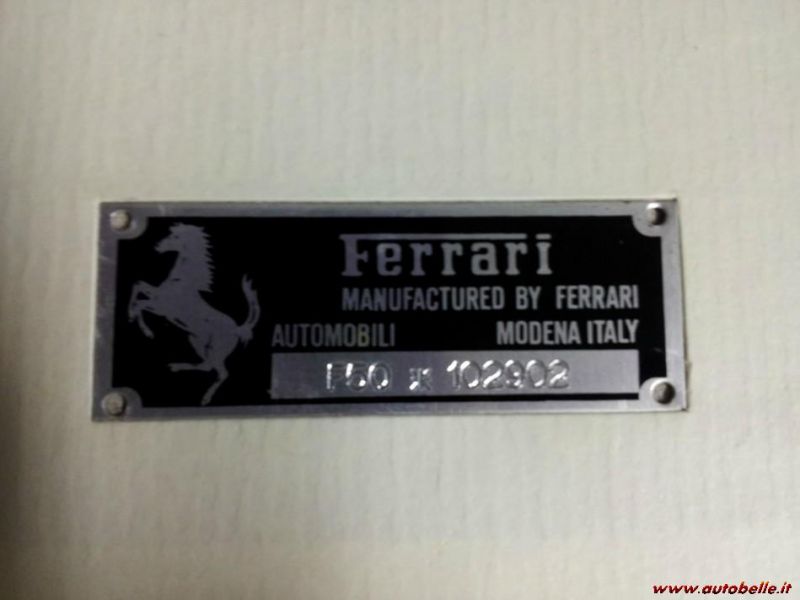 Ferrari
MANUFACTURED BY FERRARI
AUTOMOBILI MODENA ITALY
F50 * 102902
www.autobelle.it